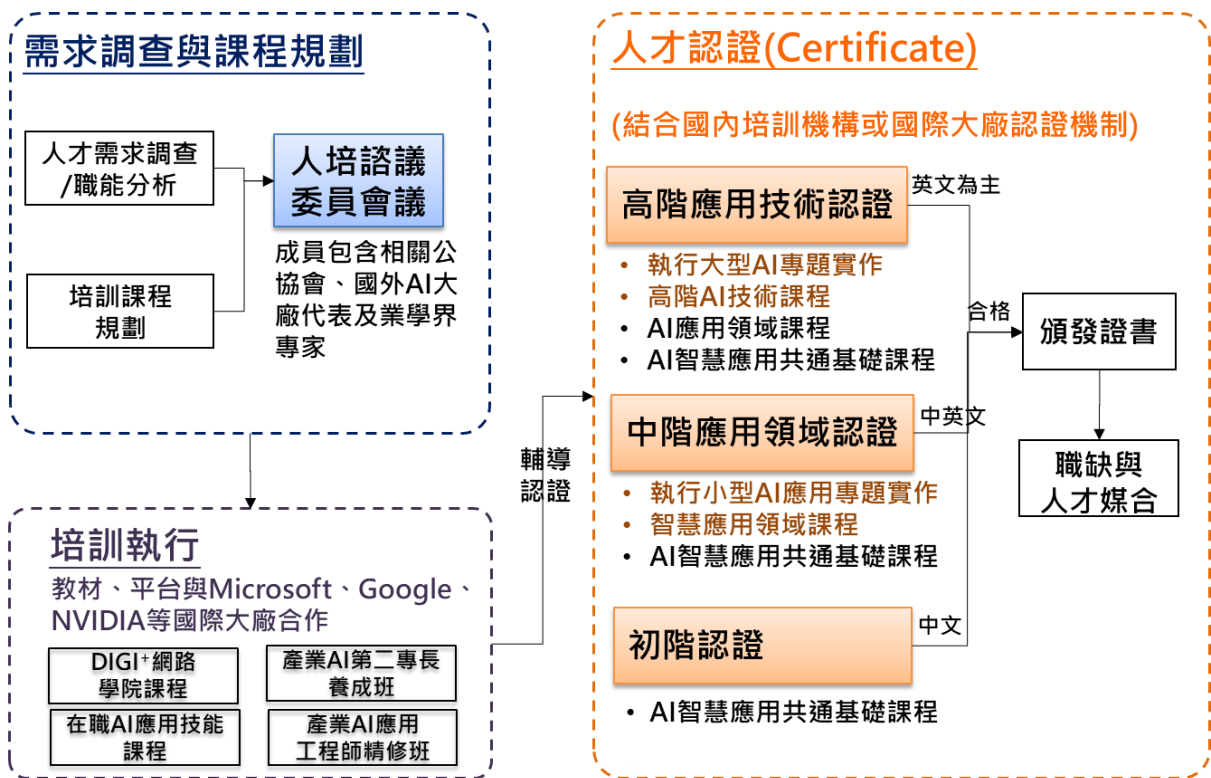 需求調查與課程規劃
人才需求調查
/職能分析
培訓課程
規劃
人培諮議
委員會議
成員包含相關公
協會、國外AI大
廠代表及業學界
專家
培訓執行
教材、平台與Microsoft、Google、
NVIDIA等國際大廠合作
DIGI⁺網路
學院課程
產業AI第二專長
養成班
在職AI應用技能
課程
產業AI應用
工程師精修班
輔導
認證
人才認證(Certificate)
(結合國內培訓機構或國際大廠認證機制)
高階應用技術認證
英文為主
• 執行大型AI專題實作
• 高階AI技術課程
• AI應用領域課程
• AI智慧應用共通基礎課程
中階應用領域認證
中英文
• 執行小型AI應用專題實作
• 智慧應用領域課程
• AI智慧應用共通基礎課程
初階認證
中文
• AI智慧應用共通基礎課程
合格
頒發證書
職缺與
人才媒合